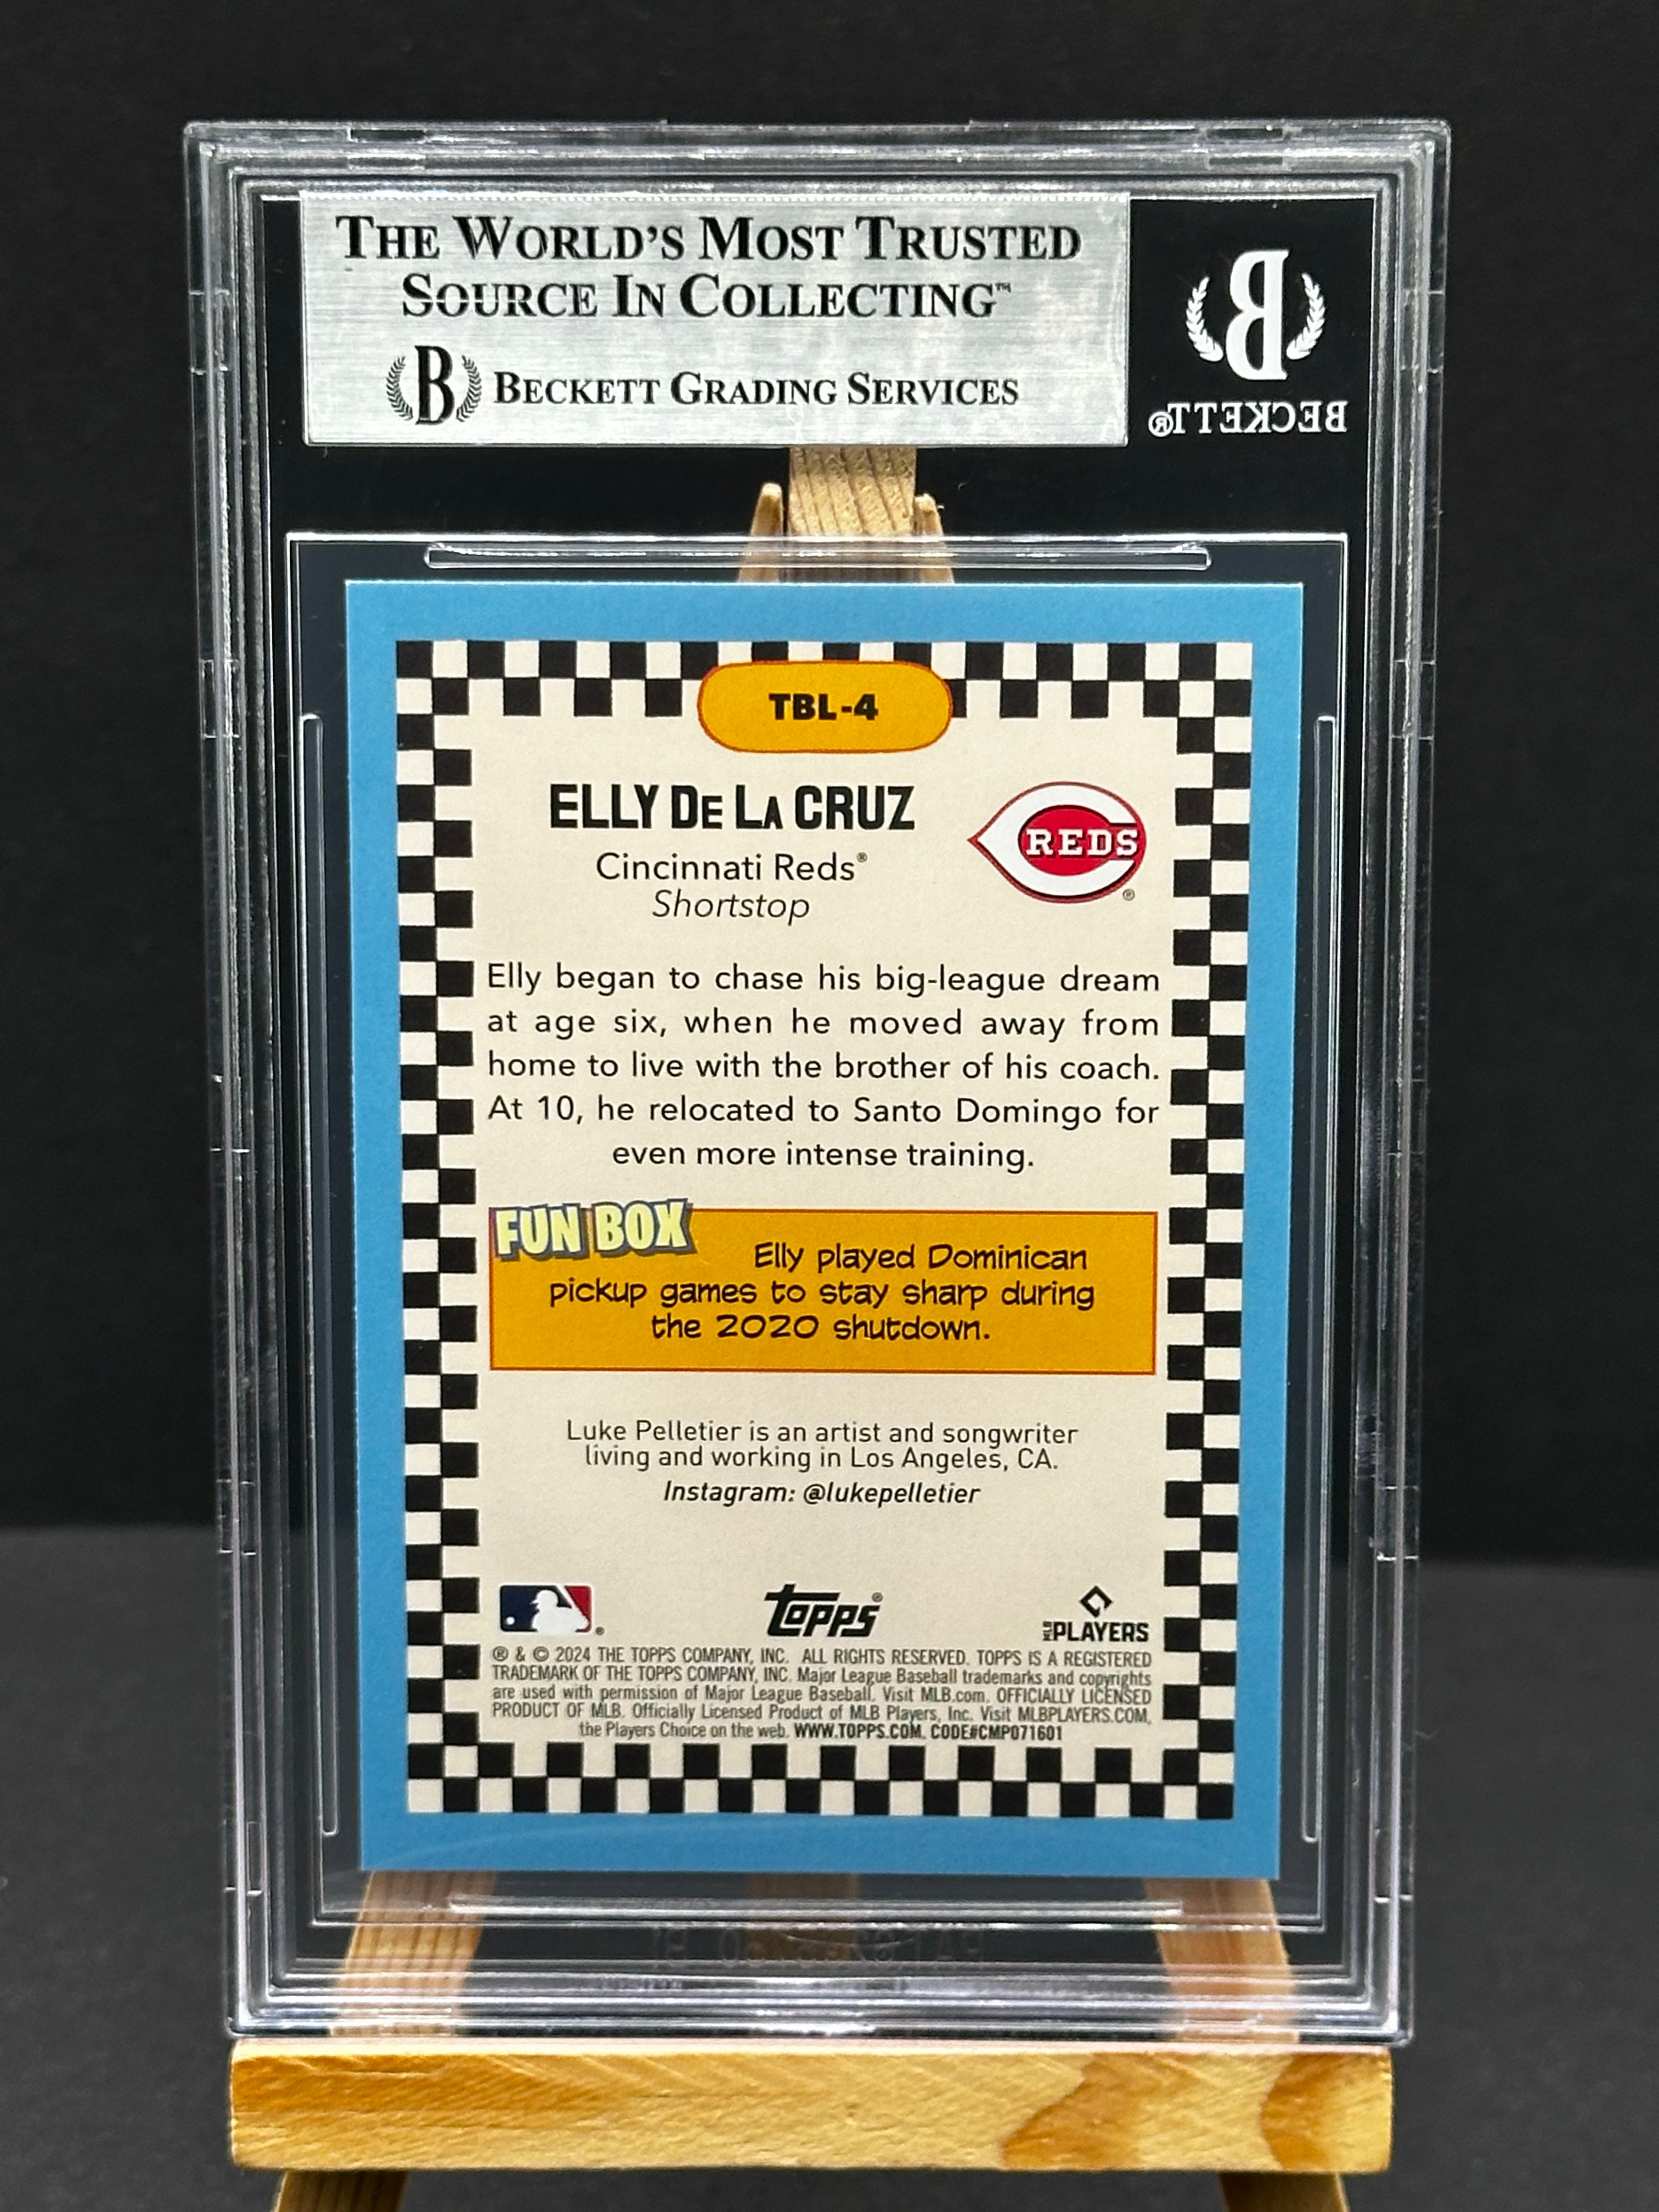 THE WORLD'S MOST TRUSTED
SOURCE IN COLLECTING™
B BECKETT GRADING SERVICES
B
BECKETT®
TBL-4
ELLY DE LA CRUZ
REDS®
Cincinnati Reds®
Shortstop
Elly began to chase his big-league dream
at age six, when he moved away from
home to live with the brother of his coach.
At 10, he relocated to Santo Domingo for
even more intense training.
FUN BOX
Elly played Dominican
pickup games to stay sharp during
the 2020 shutdown.
Luke Pelletier is an artist and songwriter
living and working in Los Angeles, CA.
Instagram: @lukepelletier
topps®
MLB PLAYERS
® & © 2024 THE TOPPS COMPANY, INC. ALL RIGHTS RESERVED. TOPPS IS A REGISTERED
TRADEMARK OF THE TOPPS COMPANY, INC. Major League Baseball trademarks and copyrights
are used with permission of Major League Baseball. Visit MLB.com. OFFICIALLY LICENSED
PRODUCT OF MLB. Officially Licensed Product of MLB Players, Inc. Visit MLBPLAYERS.COM,
the Players Choice on the web. WWW.TOPPS.COM. CODE#CMP071601